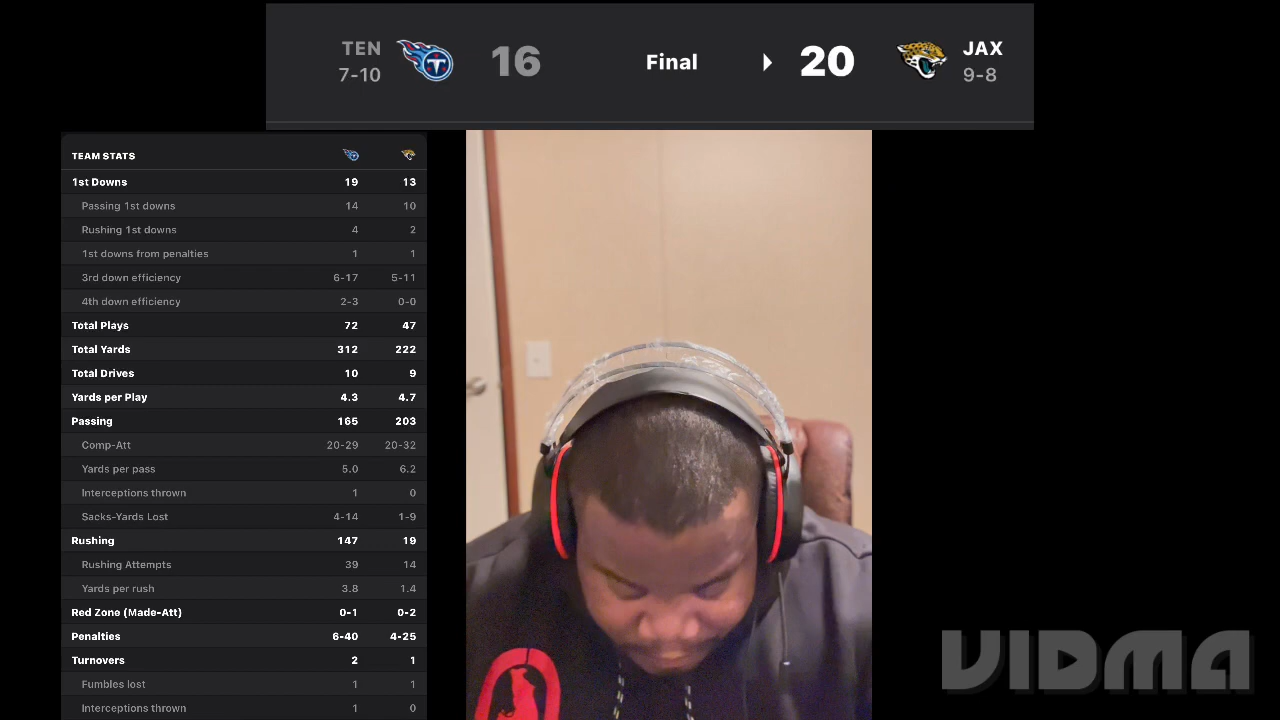 TEN 16 Final 20 JAX
7-10 9-8
TEAM STATS
1st Downs 19 13
Passing 1st downs 14 10
Rushing 1st downs 4 2
1st downs from penalties 1 1
3rd down efficiency 6-17 5-11
4th down efficiency 2-3 0-0
Total Plays 72 47
Total Yards 312 222
Total Drives 10 9
Yards per Play 4.3 4.7
Passing 165 203
Comp-Att 20-29 20-32
Yards per pass 5.0 6.2
Interceptions thrown 1 0
Sacks-Yards Lost 4-14 1-9
Rushing 147 19
Rushing Attempts 39 14
Yards per rush 3.8 1.4
Red Zone (Made-Att) 0-1 0-2
Penalties 6-40 4-25
Turnovers 2 1
Fumbles lost 1 1
Interceptions thrown 1 0
VIDMA